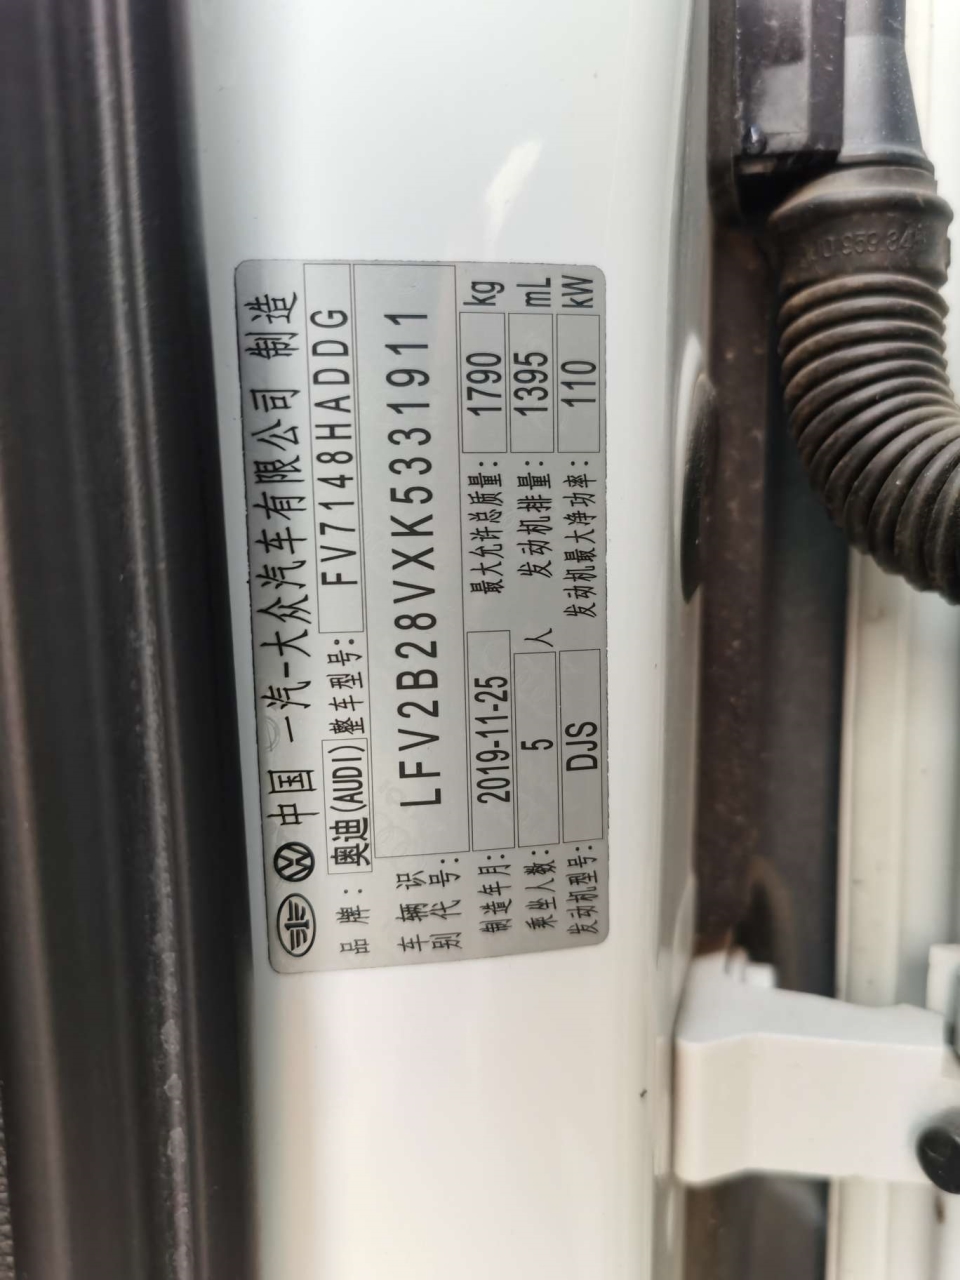 中国 一汽-大众汽车有限公司 制造
品牌: 奥迪(AUDI) 整车型号: FV7148HADDG
车辆识别代号: LFV2B28VXK5331911
制造年月: 2019-11-25 最大允许总质量: 1790 kg
乘坐人数: 5 人 发动机排量: 1395 mL
发动机型号: DJS 发动机最大净功率: 110 kW